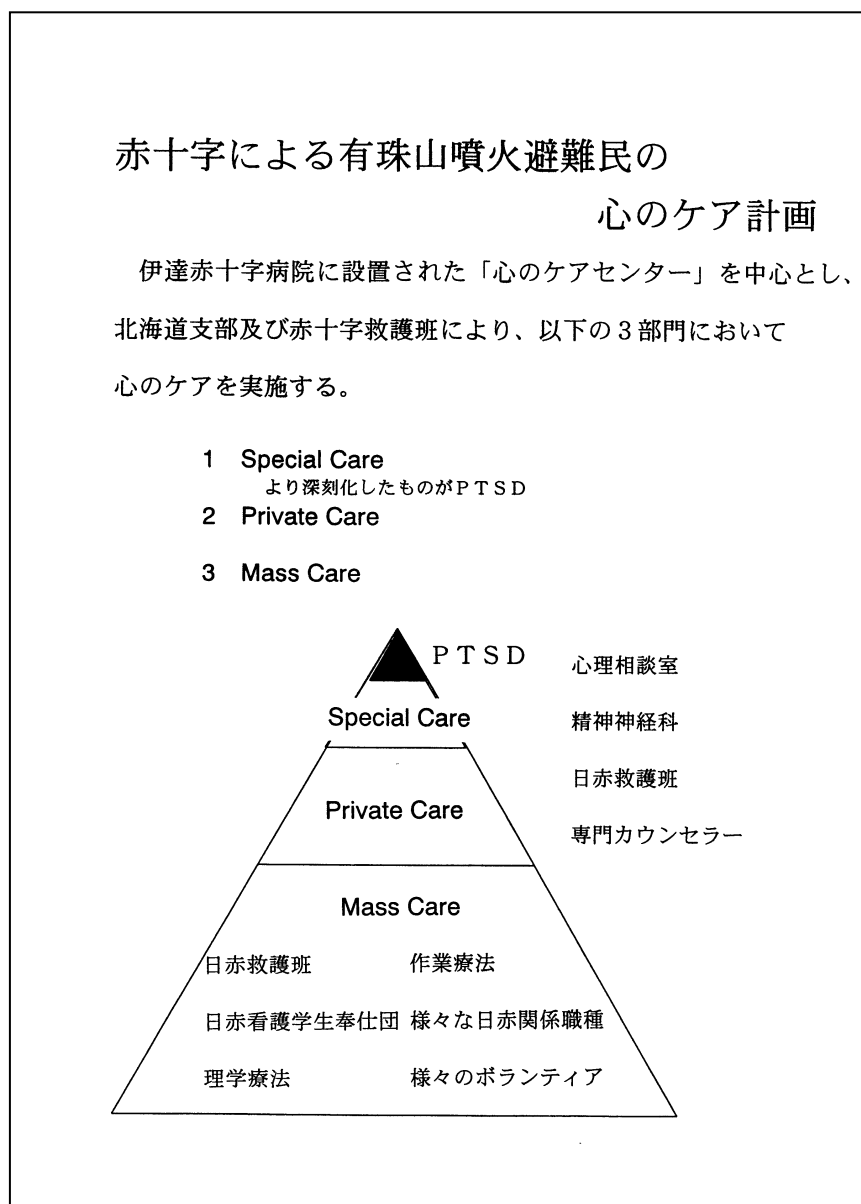 赤十字による有珠山噴火避難民の
心のケア計画
伊達赤十字病院に設置された「心のケアセンター」を中心とし、
北海道支部及び赤十字救護班により、以下の3部門において
心のケアを実施する。
1 Special Care
より深刻化したものがPTSD
2 Private Care
3 Mass Care
PTSD
心理相談室
Special Care
精神神経科
日赤救護班
Private Care
専門カウンセラー
Mass Care
日赤救護班 作業療法
日赤看護学生奉仕団 様々な日赤関係職種
理学療法 様々のボランティア